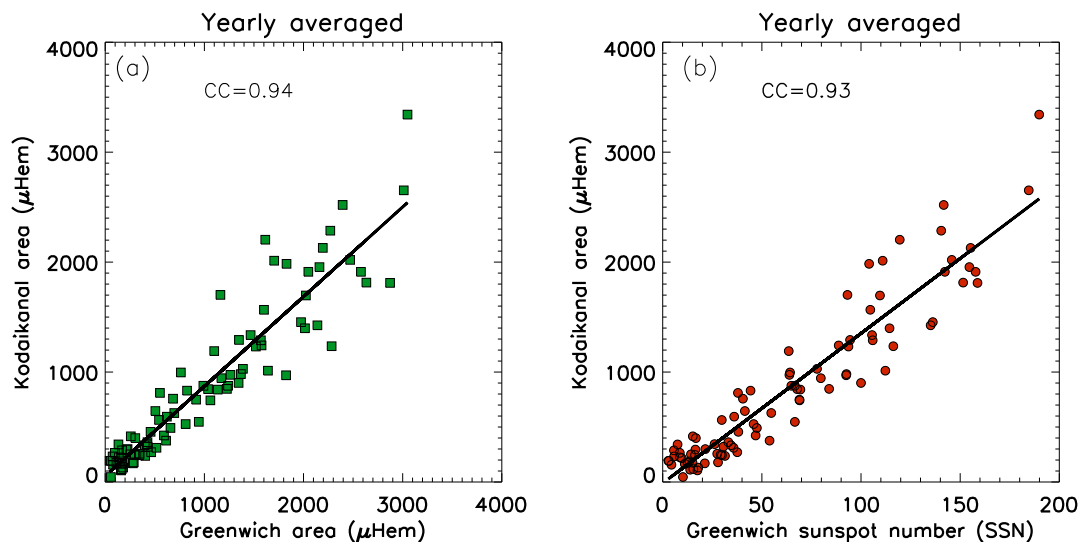 Yearly averaged
(a)
CC=0.94
4000
3000
2000
1000
0
Kodaikanal area (μHem)
0 1000 2000 3000 4000
Greenwich area (μHem)
Yearly averaged
(b)
CC=0.93
4000
3000
2000
1000
0
Kodaikanal area (μHem)
0 50 100 150 200
Greenwich sunspot number (SSN)